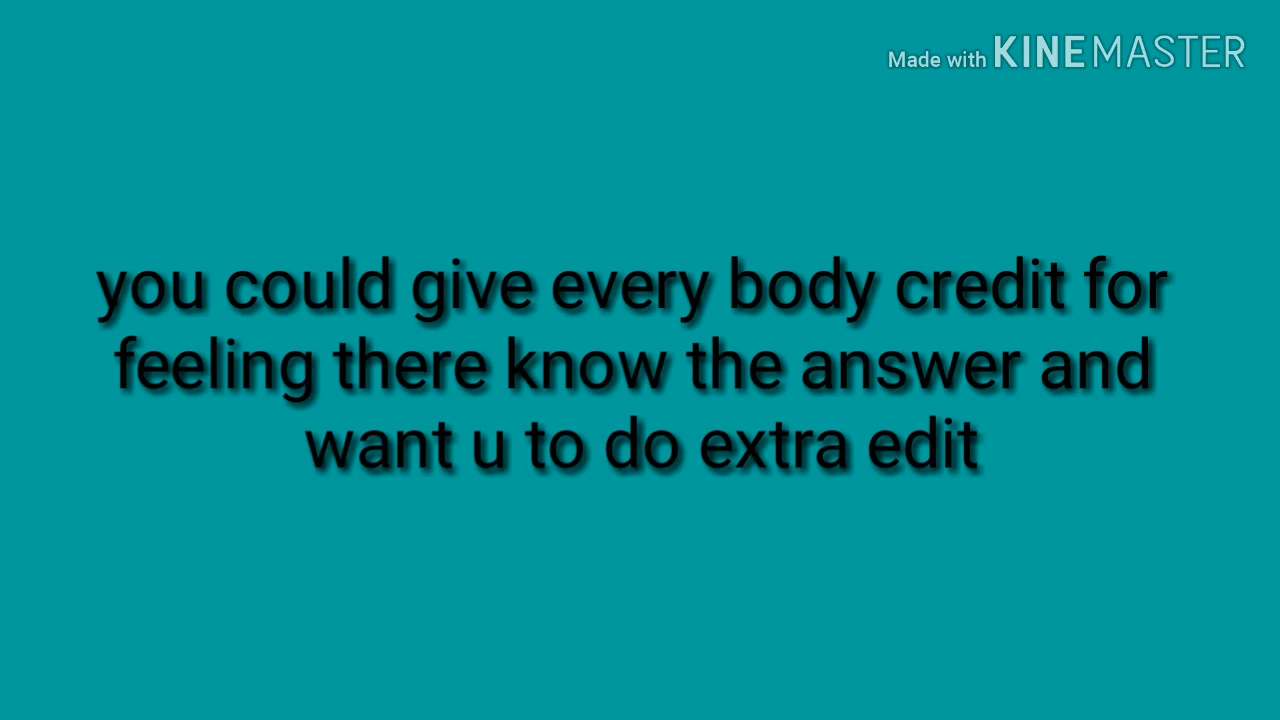 Made with KINEMASTER
you could give every body credit for
feeling there know the answer and
want u to do extra edit